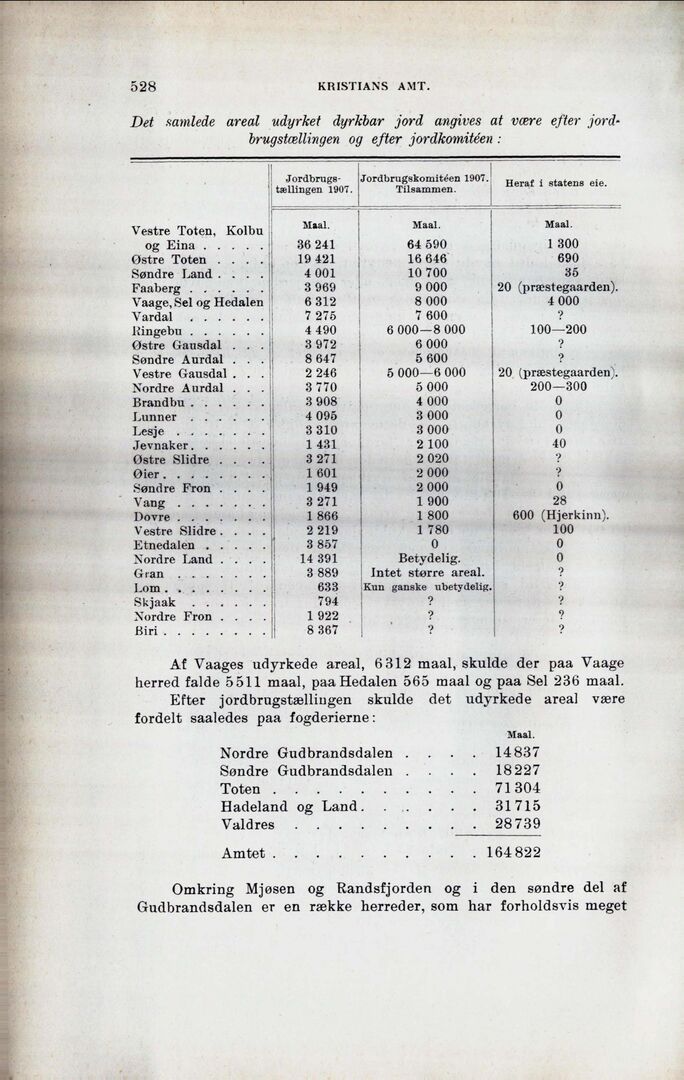 528 KRISTIANS AMT.
Det samlede areal udyrket dyrkbar jord angives at være efter jord-
brugstællingen og efter jordkomitéen :
Jordbrugs- Jordbrugskomitéen 1907. Heraf i statens eie.
tællingen 1907. Tilsammen.
Maal. Maal. Maal.
Vestre Toten, Kolbu
og Eina . . . . . 36 241 64 590 1 300
Østre Toten . . . . 19 421 16 646 690
Søndre Land . . . . 4 001 10 700 35
Faaberg . . . . . . 3 969 9 000 20 (præstegaarden).
Vaage, Sel og Hedalen 6 312 8 000 4 000
Vardal . . . . . . 7 275 7 600 ?
Ringebu . . . . . . 4 490 6 000—8 000 100—200
Østre Gausdal . . . 3 972 6 000 ?
Søndre Aurdal . . . 8 647 5 600 ?
Vestre Gausdal . . . 2 246 5 000—6 000 20 (præstegaarden).
Nordre Aurdal . . . 3 770 5 000 200—300
Brandbu . . . . . . 3 908 4 000 0
Lunner . . . . . . 4 095 3 000 0
Lesje . . . . . . . 3 310 3 000 0
Jevnaker. . . . . . 1 431 2 100 40
Østre Slidre . . . . 3 271 2 020 ?
Øier. . . . . . . . 1 601 2 000 ?
Søndre Fron . . . . 1 949 2 000 0
Vang . . . . . . . 3 271 1 900 28
Dovre . . . . . . . 1 866 1 800 600 (Hjerkinn).
Vestre Slidre. . . . 2 219 1 780 100
Etnedalen . . . . . 3 857 0 0
Nordre Land . . . . 14 391 Betydelig. 0
Gran . . . . . . . 3 889 Intet større areal. ?
Lom . . . . . . . . 633 Kun ganske ubetydelig. ?
Skjaak . . . . . . 794 ? ?
Nordre Fron . . . . 1 922 ? ?
Biri . . . . . . . . 8 367 ? ?
Af Vaages udyrkede areal, 6 312 maal, skulde der paa Vaage
herred falde 5 511 maal, paa Hedalen 565 maal og paa Sel 236 maal.
Efter jordbrugstællingen skulde det udyrkede areal være
fordelt saaledes paa fogderierne:
Maal.
Nordre Gudbrandsdalen . . . . 14 837
Søndre Gudbrandsdalen . . . . 18 227
Toten . . . . . . . . . . 71 304
Hadeland og Land. . . . . . 31 715
Valdres . . . . . . . . . 28 739
Amtet . . . . . . . . . . 164 822
Omkring Mjøsen og Randsfjorden og i den søndre del af
Gudbrandsdalen er en række herreder, som har forholdsvis meget